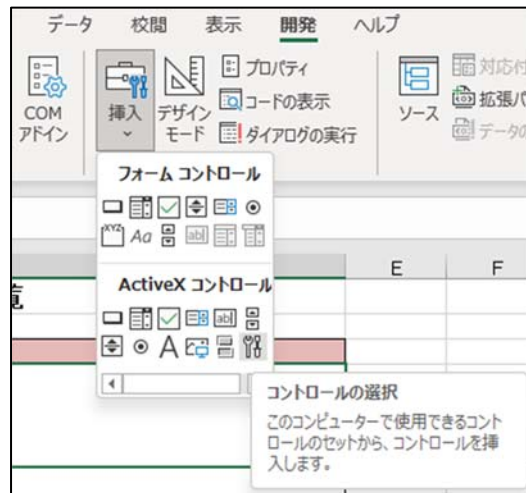 データ 校閲 表示 開発 ヘルプ
COM
アドイン
挿入
デザイン
モード
プロパティ
コードの表示
ダイアログの実行
ソース
対応付
拡張パ
データの
フォーム コントロール
XYZ Aa ab|
ActiveX コントロール
ab|
A
E F
覧
コントロールの選択
このコンピューターで使用できるコント
ロールのセットから、コントロールを挿
入します。